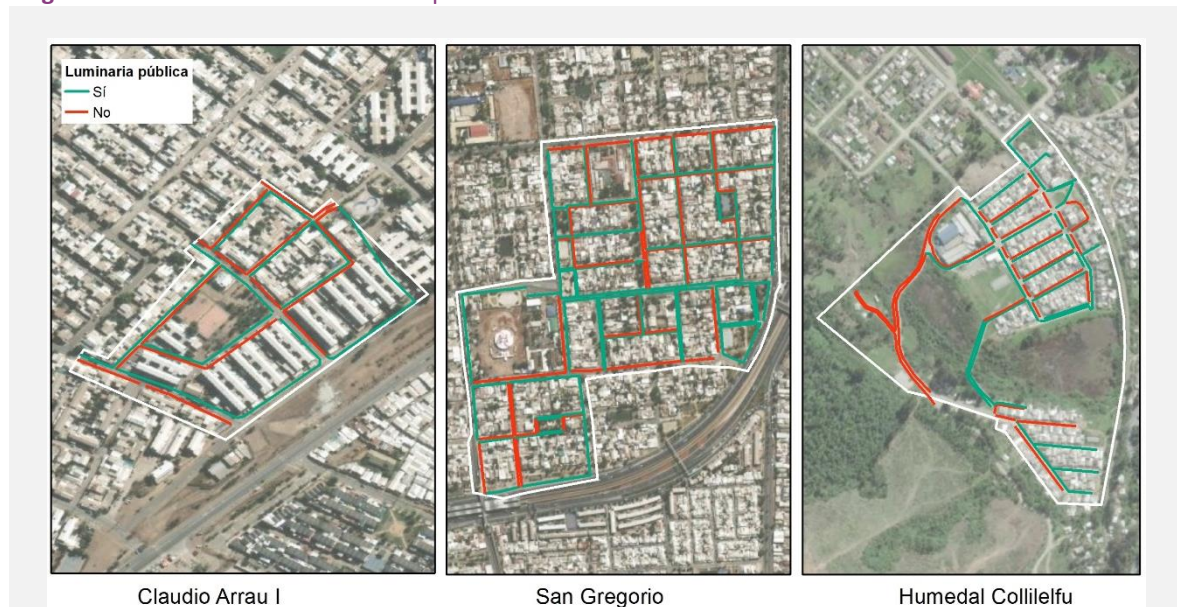 Luminaria pública
Sí
No
Claudio Arrau I
San Gregorio
Humedal Collilelfu